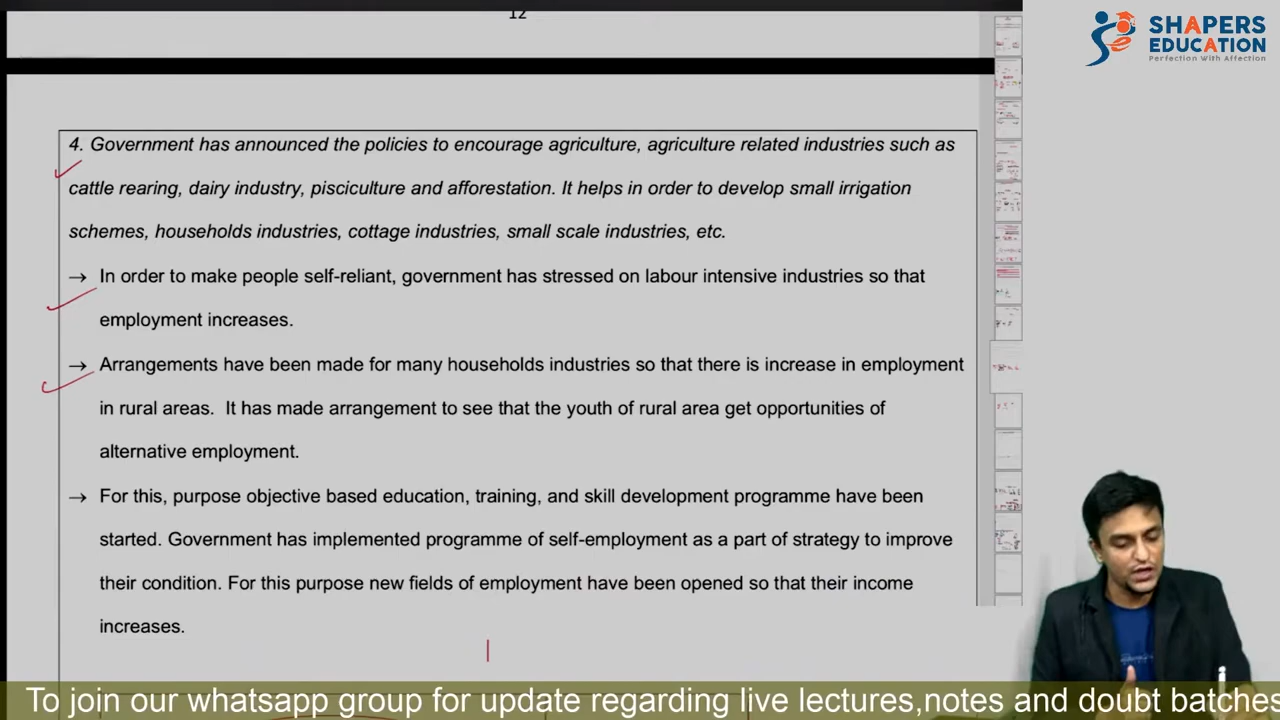 12
SHAPERS
EDUCATION
Perfection With Affection
4. Government has announced the policies to encourage agriculture, agriculture related industries such as
cattle rearing, dairy industry, pisciculture and afforestation. It helps in order to develop small irrigation
schemes, households industries, cottage industries, small scale industries, etc.
→ In order to make people self-reliant, government has stressed on labour intensive industries so that
employment increases.
→ Arrangements have been made for many households industries so that there is increase in employment
in rural areas. It has made arrangement to see that the youth of rural area get opportunities of
alternative employment.
→ For this, purpose objective based education, training, and skill development programme have been
started. Government has implemented programme of self-employment as a part of strategy to improve
their condition. For this purpose new fields of employment have been opened so that their income
increases.
To join our whatsapp group for update regarding live lectures,notes and doubt batches